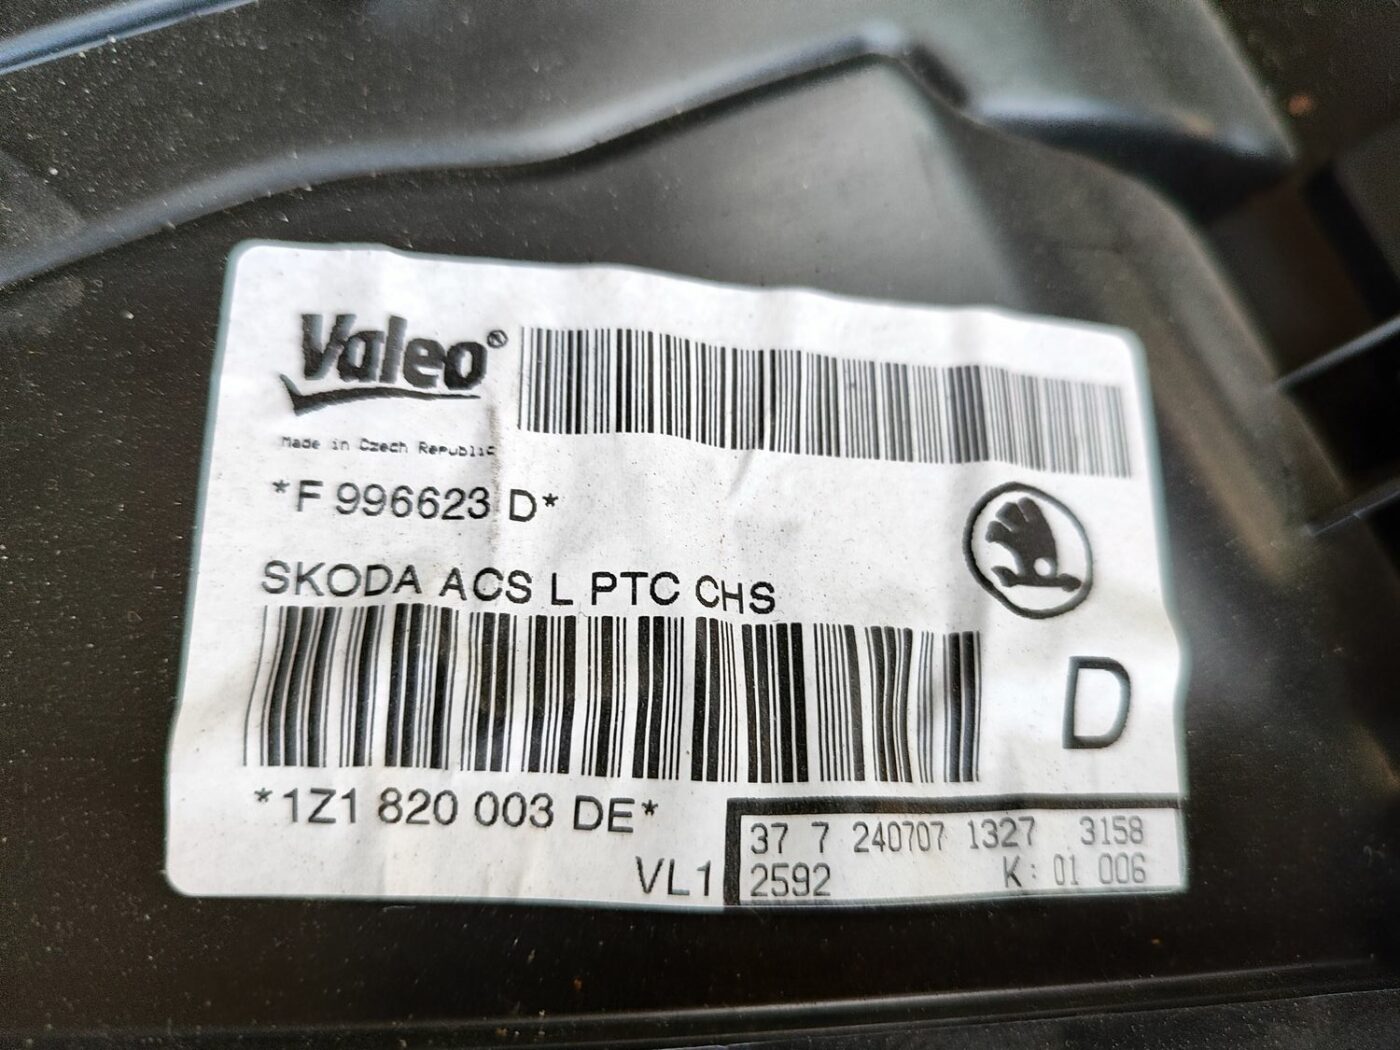 Valeo®
Made in Czech Republic
*F 996623 D*
SKODA ACS L PTC CHS
D
*1Z1 820 003 DE*
VL1
37 7 240707 1327 3158
2592 K: 01 006